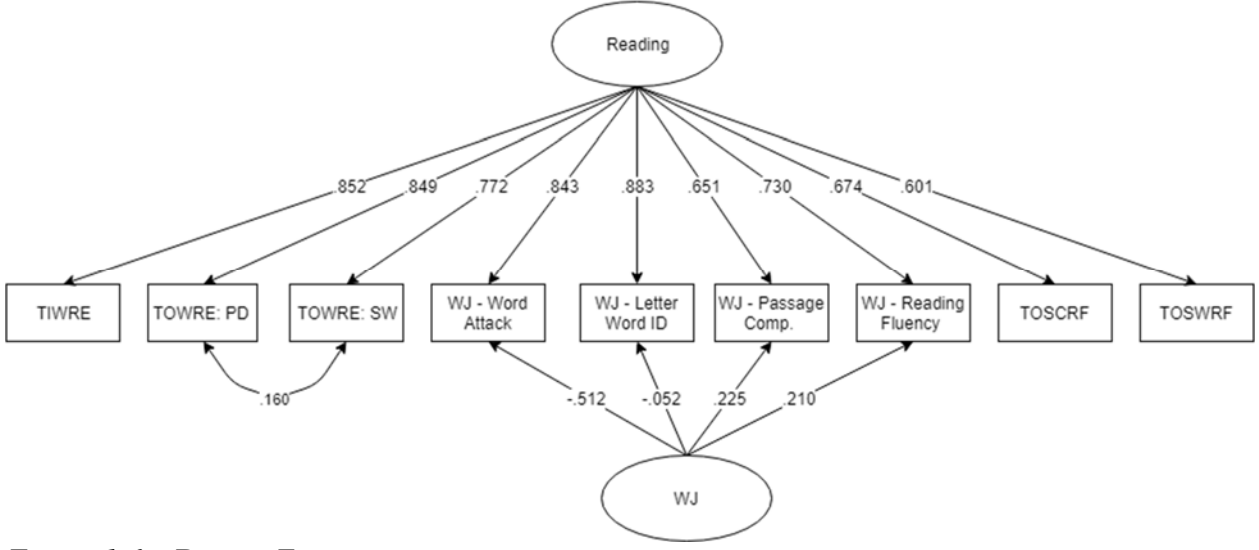 Reading
.852 .849 .772 .843 .883 .651 .730 .674 .601
TIWRE
TOWRE: PD
TOWRE: SW
WJ - Word
Attack
WJ - Letter
Word ID
WJ - Passage
Comp.
WJ - Reading
Fluency
TOSCRF
TOSWRF
.160
-.512 -.052 .225 .210
WJ